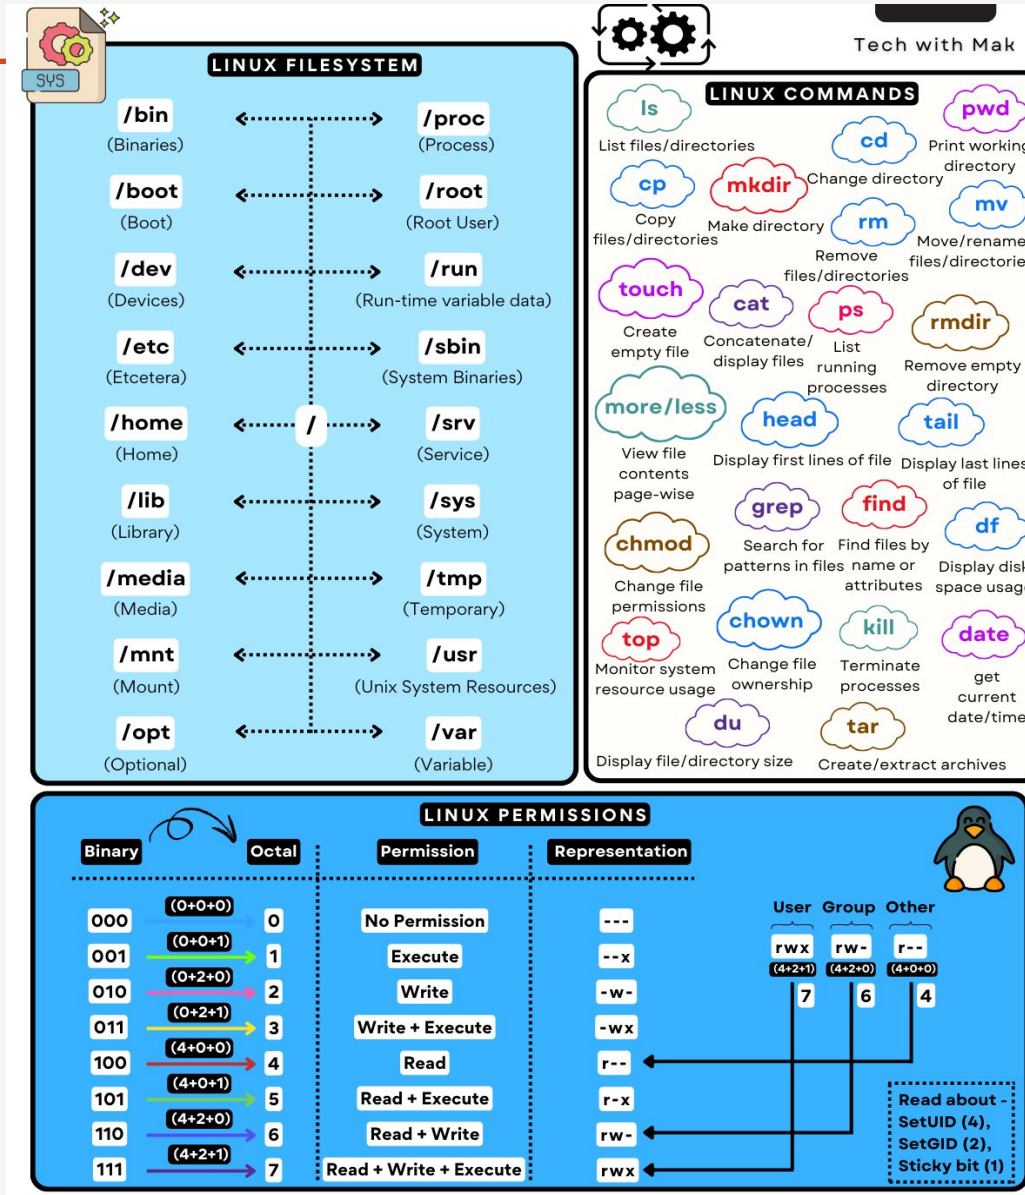 SYS
LINUX FILESYSTEM
/bin
(Binaries)
/proc
(Process)
/boot
(Boot)
/root
(Root User)
/dev
(Devices)
/run
(Run-time variable data)
/etc
(Etcetera)
/sbin
(System Binaries)
/home
(Home)
/
/srv
(Service)
/lib
(Library)
/sys
(System)
/media
(Media)
/tmp
(Temporary)
/mnt
(Mount)
/usr
(Unix System Resources)
/opt
(Optional)
/var
(Variable)
Tech with Mak
LINUX COMMANDS
ls
List files/directories
cd
Change directory
pwd
Print working
directory
cp
Copy
files/directories
mkdir
Make directory
rm
Remove
files/directories
mv
Move/rename
files/directorie
touch
Create
empty file
cat
Concatenate/
display files
ps
List
running
processes
rmdir
Remove empty
directory
more/less
View file
contents
page-wise
head
Display first lines of file
tail
Display last lines
of file
chmod
Change file
permissions
grep
Search for
patterns in files
find
Find files by
name or
attributes
df
Display disk
space usag
top
Monitor system
resource usage
chown
Change file
ownership
kill
Terminate
processes
date
get
current
date/time
du
Display file/directory size
tar
Create/extract archives
LINUX PERMISSIONS
Binary Octal Permission Representation
000 (0+0+0) 0 No Permission ---
001 (0+0+1) 1 Execute --x
010 (0+2+0) 2 Write -w-
011 (0+2+1) 3 Write + Execute -wx
100 (4+0+0) 4 Read r--
101 (4+0+1) 5 Read + Execute r-x
110 (4+2+0) 6 Read + Write rw-
111 (4+2+1) 7 Read + Write + Execute rwx
User Group Other
rwx rw- r--
(4+2+1) (4+2+0) (4+0+0)
7 6 4
Read about -
SetUID (4),
SetGID (2),
Sticky bit (1)